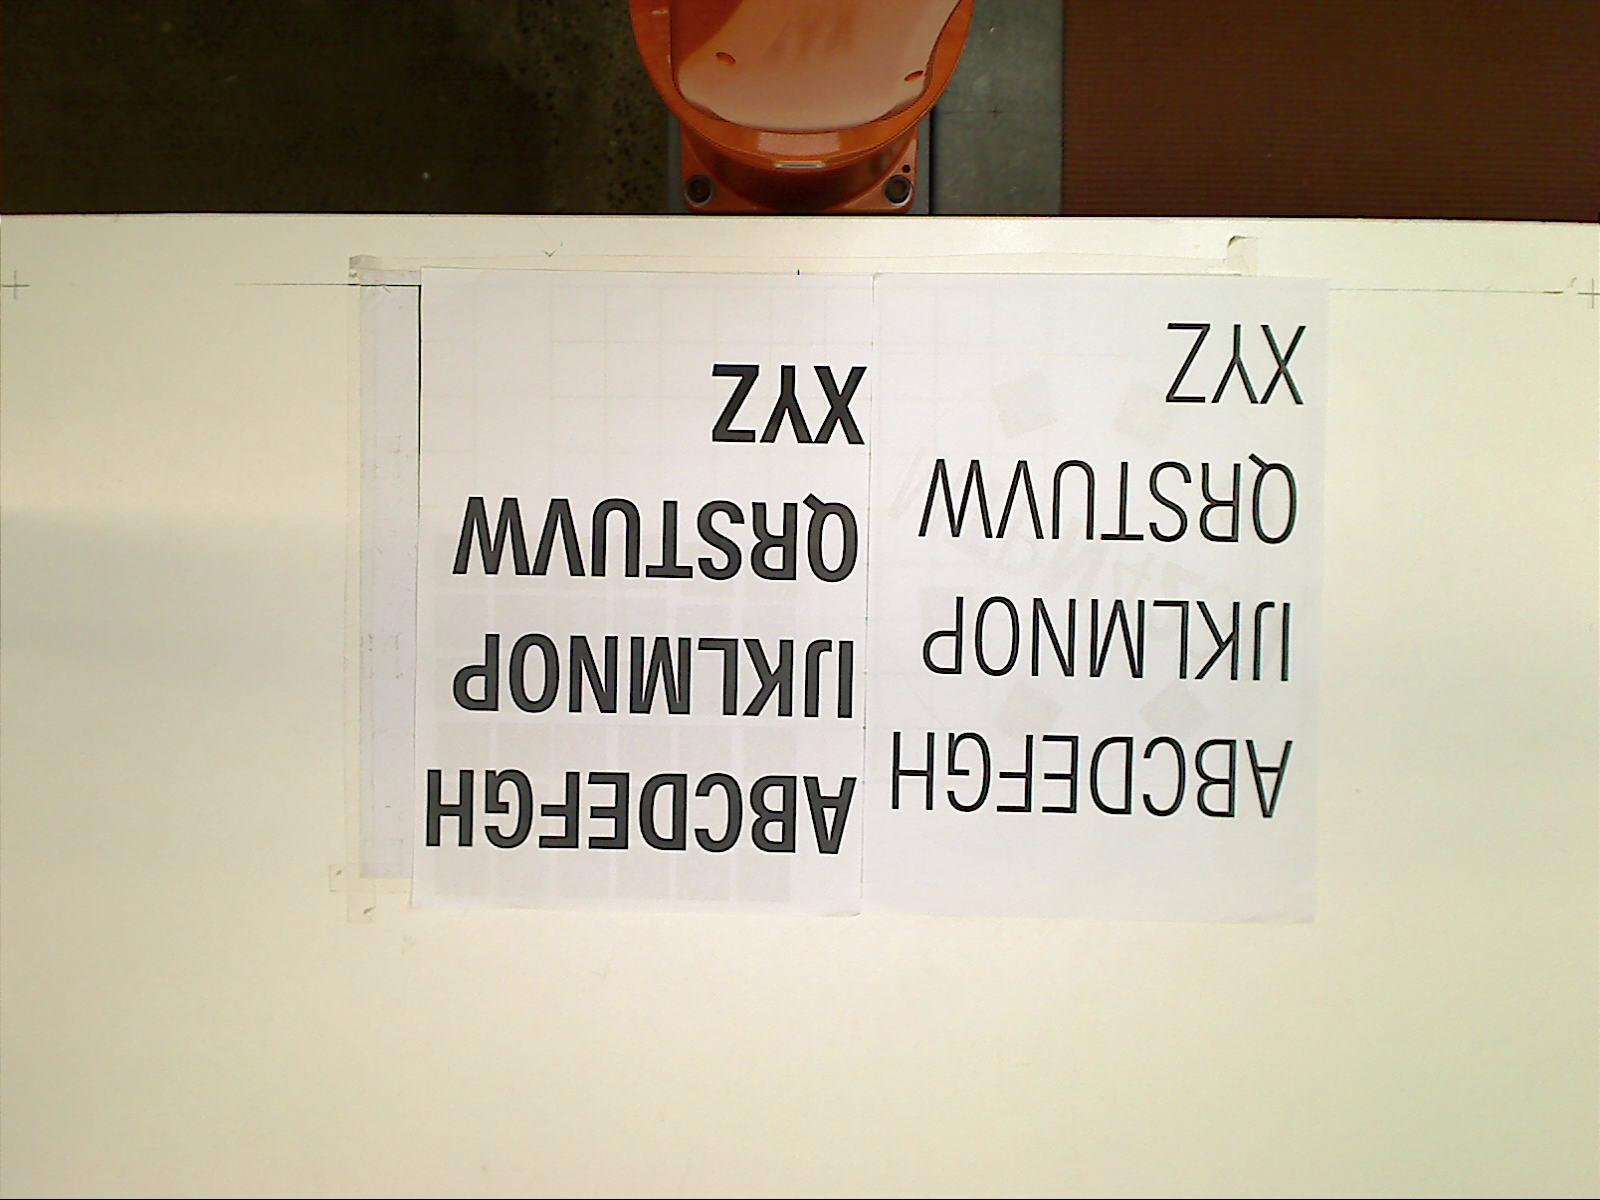 ABCDEFGH
IJKLMNOP
QRSTUVW
XYZ
ABCDEFGH
IJKLMNOP
QRSTUVW
XYZ